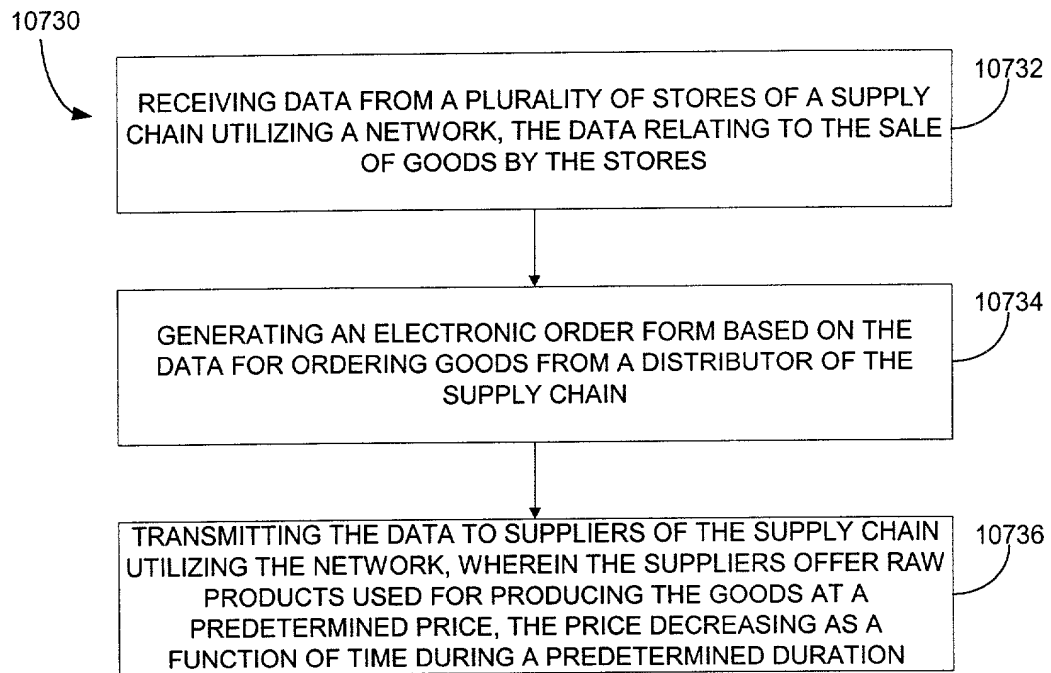 10730
10732
RECEIVING DATA FROM A PLURALITY OF STORES OF A SUPPLY
CHAIN UTILIZING A NETWORK, THE DATA RELATING TO THE SALE
OF GOODS BY THE STORES
10734
GENERATING AN ELECTRONIC ORDER FORM BASED ON THE
DATA FOR ORDERING GOODS FROM A DISTRIBUTOR OF THE
SUPPLY CHAIN
10736
TRANSMITTING THE DATA TO SUPPLIERS OF THE SUPPLY CHAIN
UTILIZING THE NETWORK, WHEREIN THE SUPPLIERS OFFER RAW
PRODUCTS USED FOR PRODUCING THE GOODS AT A
PREDETERMINED PRICE, THE PRICE DECREASING AS A
FUNCTION OF TIME DURING A PREDETERMINED DURATION